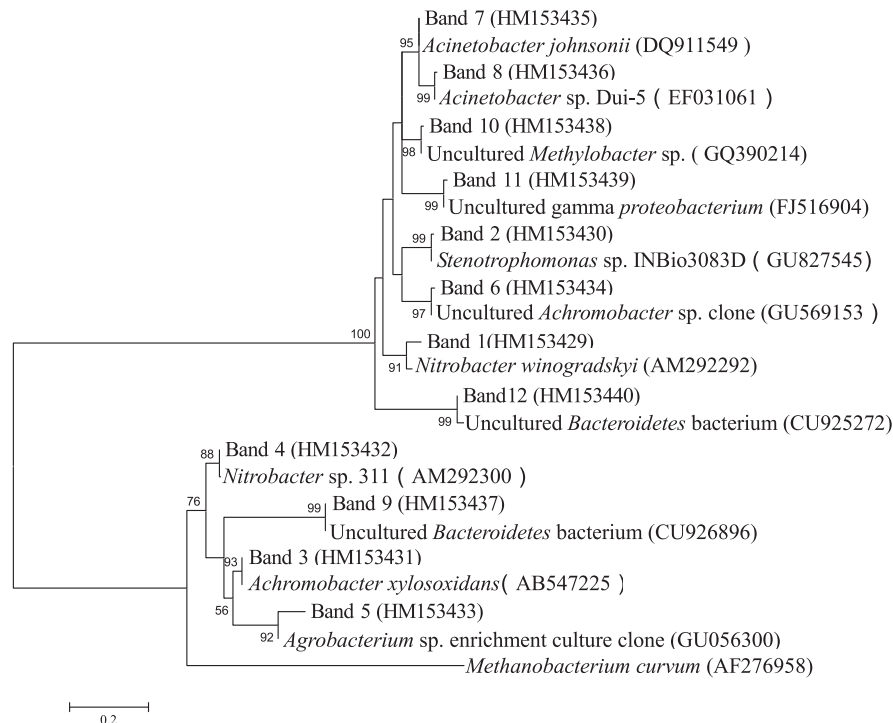 Band 7 (HM153435)
95
Acinetobacter johnsonii (DQ911549 )
Band 8 (HM153436)
99
Acinetobacter sp. Dui-5 ( EF031061 )
Band 10 (HM153438)
98
Uncultured Methylobacter sp. ( GQ390214)
Band 11 (HM153439)
99
Uncultured gamma proteobacterium (FJ516904)
99
Band 2 (HM153430)
Stenotrophomonas sp. INBio3083D ( GU827545)
Band 6 (HM153434)
97
Uncultured Achromobacter sp. clone (GU569153 )
100
Band 1(HM153429)
91
Nitrobacter winogradskyi (AM292292)
Band12 (HM153440)
99
Uncultured Bacteroidetes bacterium (CU925272)
88
Band 4 (HM153432)
Nitrobacter sp. 311 ( AM292300 )
76
99
Band 9 (HM153437)
Uncultured Bacteroidetes bacterium (CU926896)
93
Band 3 (HM153431)
Achromobacter xylosoxidans( AB547225 )
56
Band 5 (HM153433)
92
Agrobacterium sp. enrichment culture clone (GU056300)
Methanobacterium curvum (AF276958)
0.2